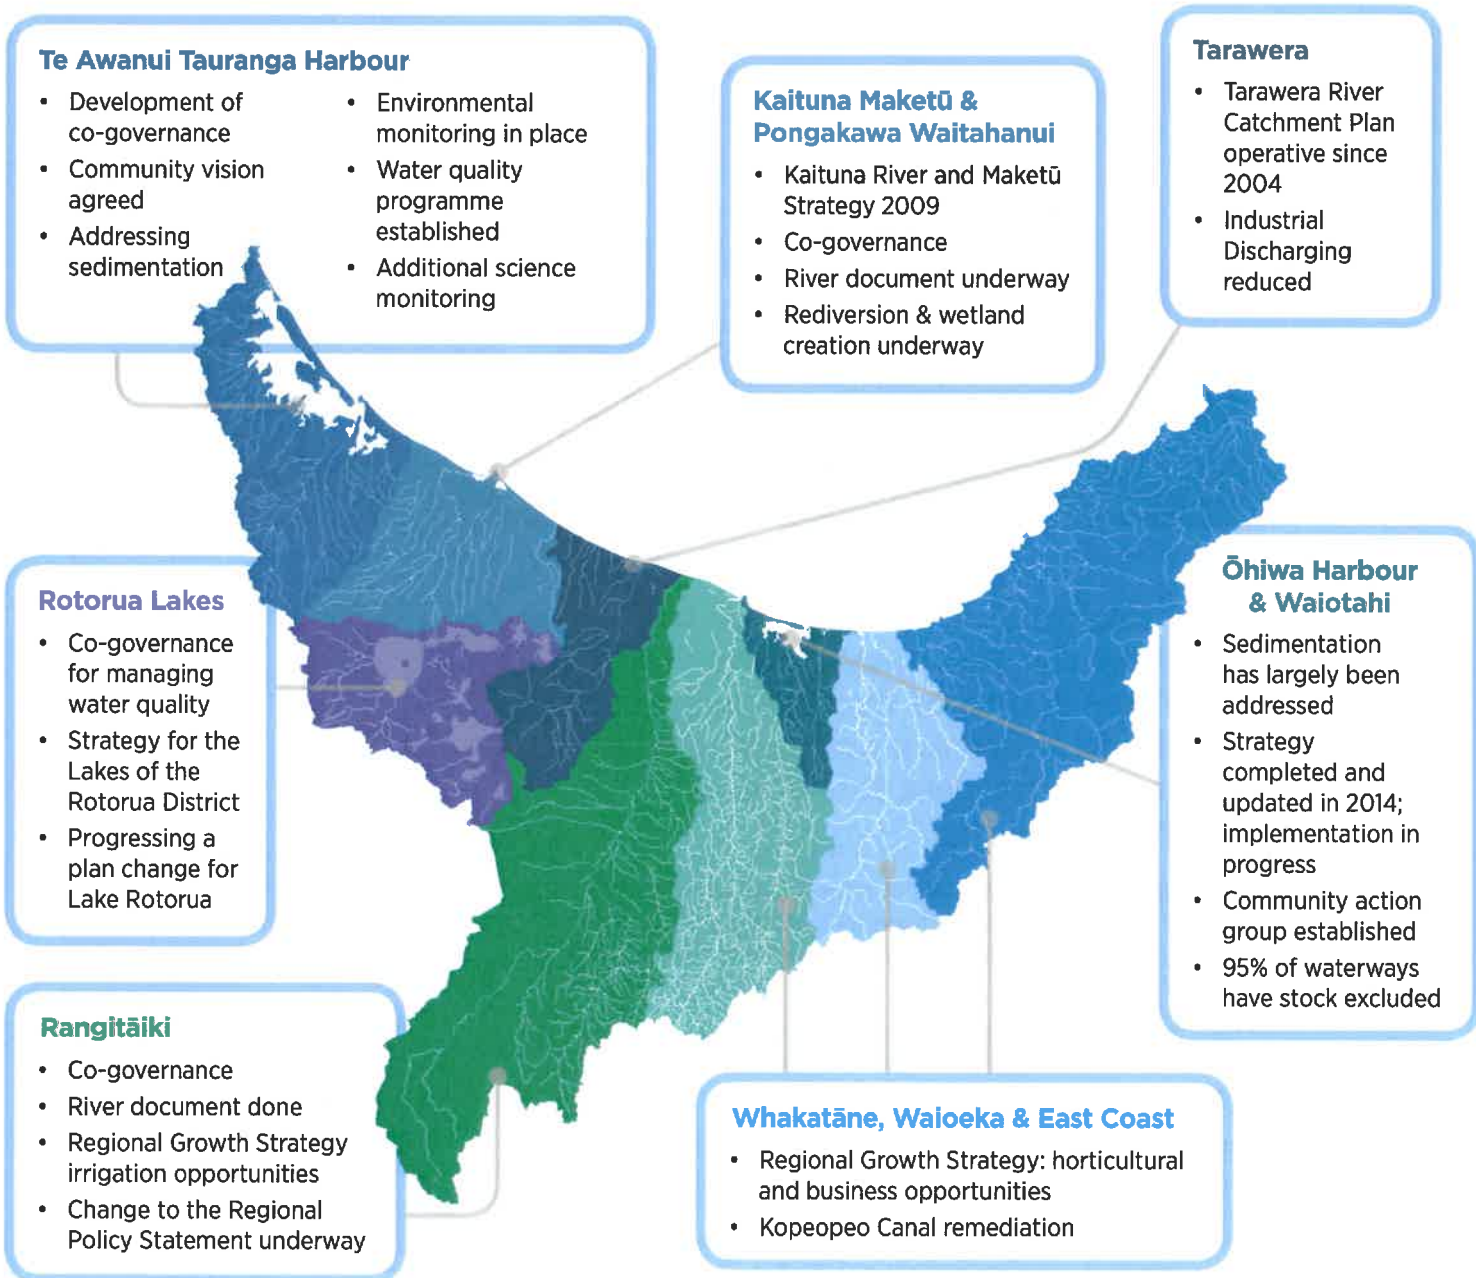 Te Awanui Tauranga Harbour
• Development of
co-governance
• Community vision
agreed
• Addressing
sedimentation
• Environmental
monitoring in place
• Water quality
programme
established
• Additional science
monitoring
Kaituna Maketū &
Pongakawa Waitahanui
• Kaituna River and Maketū
Strategy 2009
• Co-governance
• River document underway
• Rediversion & wetland
creation underway
Tarawera
• Tarawera River
Catchment Plan
operative since
2004
• Industrial
Discharging
reduced
Rotorua Lakes
• Co-governance
for managing
water quality
• Strategy for the
Lakes of the
Rotorua District
• Progressing a
plan change for
Lake Rotorua
Ōhiwa Harbour
& Waiotahi
• Sedimentation
has largely been
addressed
• Strategy
completed and
updated in 2014;
implementation in
progress
• Community action
group established
• 95% of waterways
have stock excluded
Rangitāiki
• Co-governance
• River document done
• Regional Growth Strategy
irrigation opportunities
• Change to the Regional
Policy Statement underway
Whakatāne, Waioeka & East Coast
• Regional Growth Strategy: horticultural
and business opportunities
• Kopeopeo Canal remediation